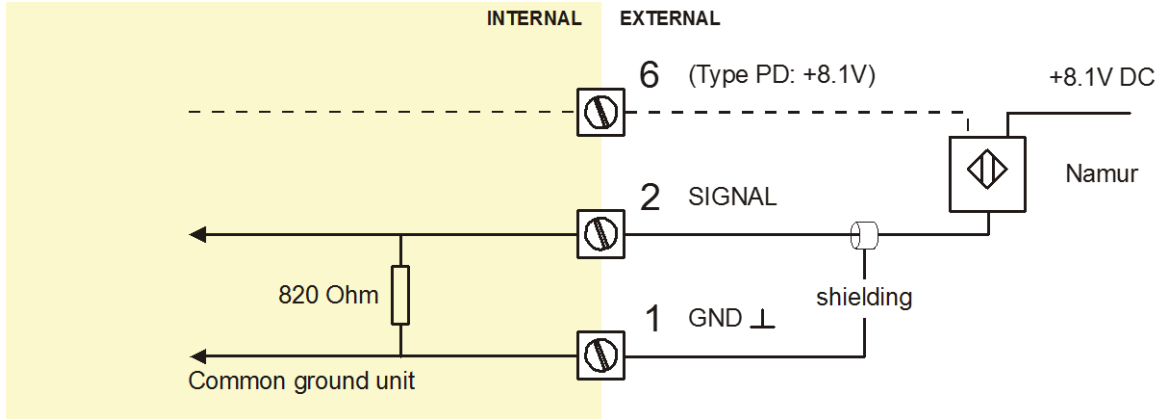 INTERNAL EXTERNAL
6 (Type PD: +8.1V) +8.1V DC
Namur
2 SIGNAL
820 Ohm
shielding
1 GND
Common ground unit